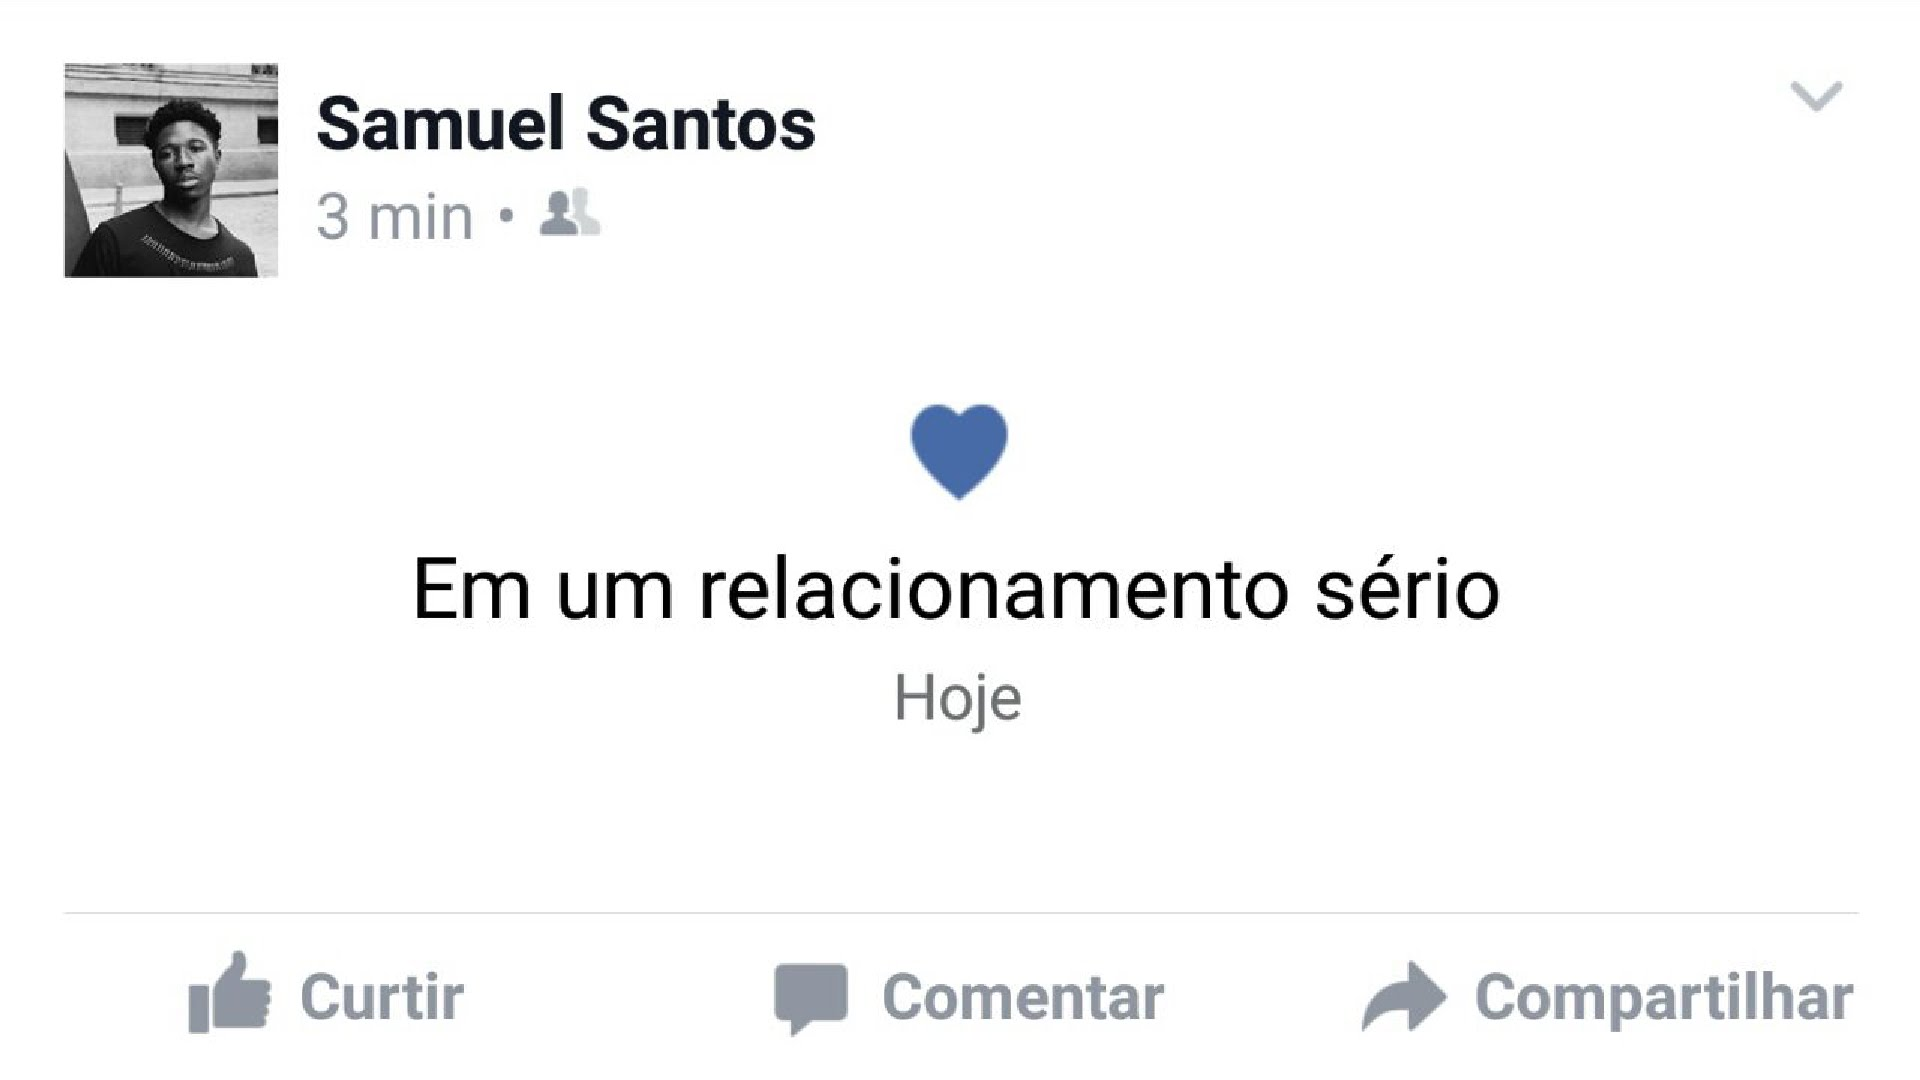 Samuel Santos
3 min •
Em um relacionamento sério
Hoje
Curtir
Comentar
Compartilhar